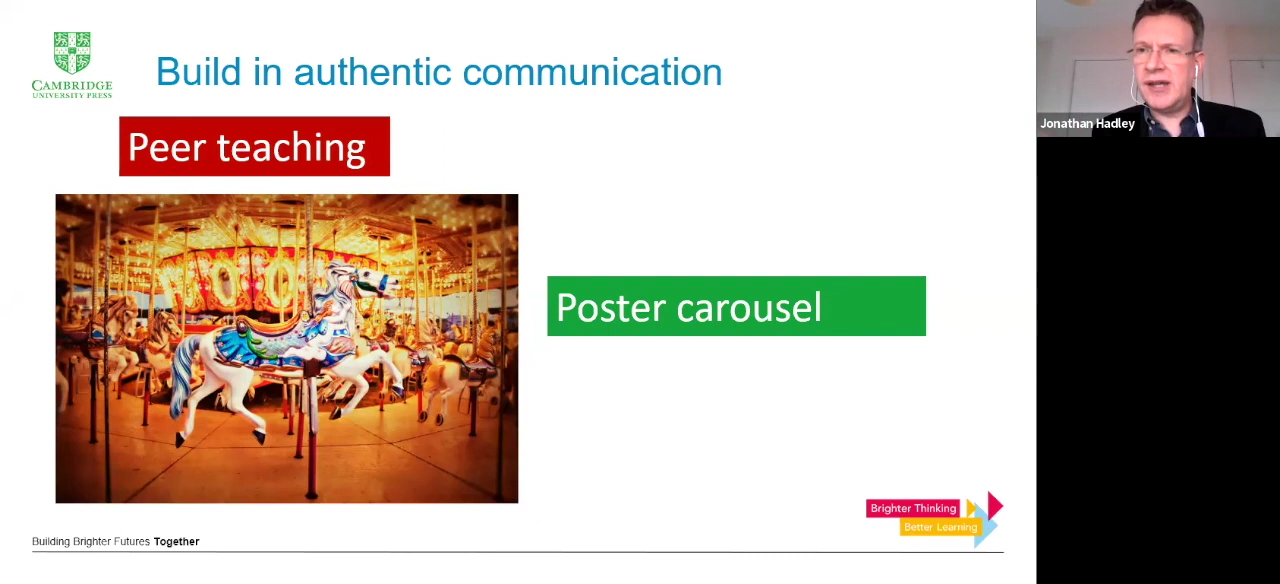 CAMBRIDGE
UNIVERSITY PRESS
Build in authentic communication
Peer teaching
Poster carousel
Brighter Thinking
Better Learning
Building Brighter Futures Together
Jonathan Hadley